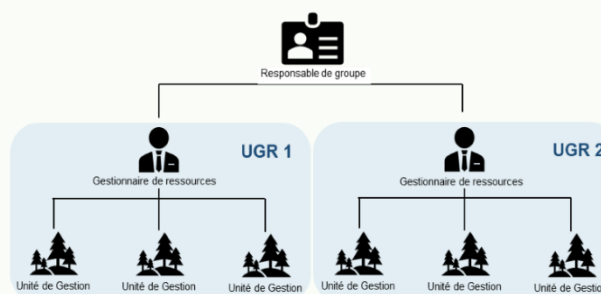 Responsable de groupe
UGR 1
UGR 2
Gestionnaire de ressources
Gestionnaire de ressources
Unité de Gestion
Unité de Gestion
Unité de Gestion
Unité de Gestion
Unité de Gestion
Unité de Gestion